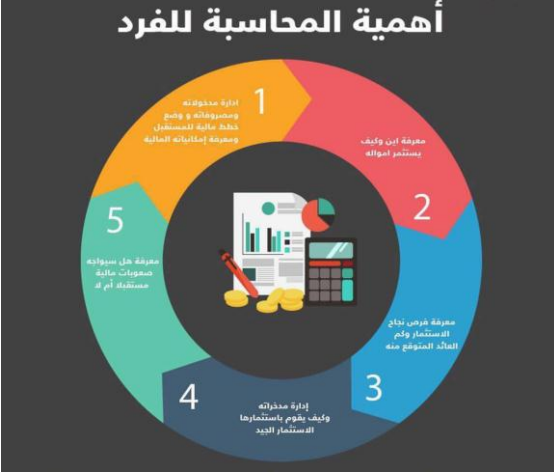 أهمية المحاسبة للفرد
1
ادارة مدخولاته
ومصروفاته و وضع
خطط مالية للمستقبل
ومعرفة إمكانياته المالية
2
معرفة اين وكيف
يستثمر امواله
3
معرفة فرص نجاح
الاستثمار وكم
العائد المتوقع منه
4
إدارة مدخراته
وكيف يقوم باستثمارها
الاستثمار الجيد
5
معرفة هل سيواجه
صعوبات مالية
مستقبلا أم لا